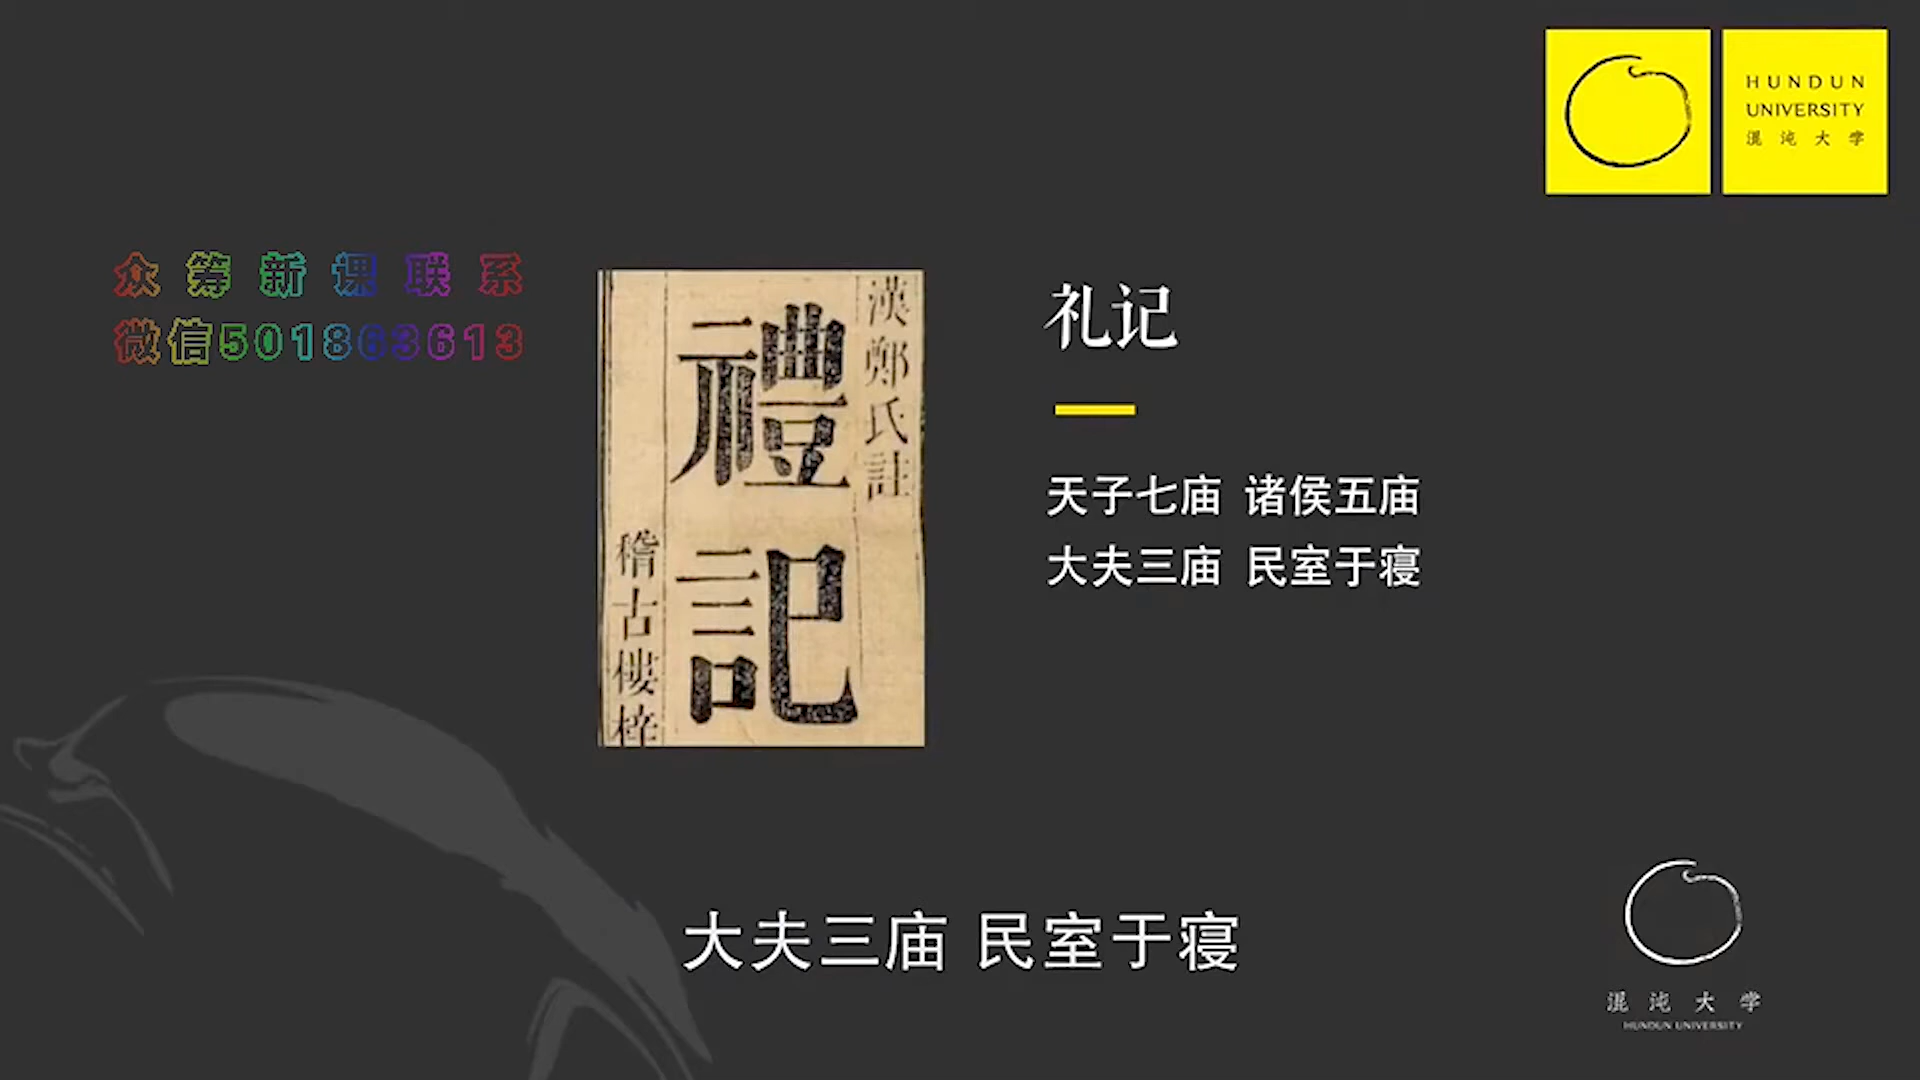 HUNDUN
UNIVERSITY
混沌大学
众筹新课联系
微信501863613
漢鄭氏註
禮記
稽古樓梓
礼记
天子七庙 诸侯五庙
大夫三庙 民室于寝
大夫三庙 民室于寝
混沌大学
HUNDUN UNIVERSITY